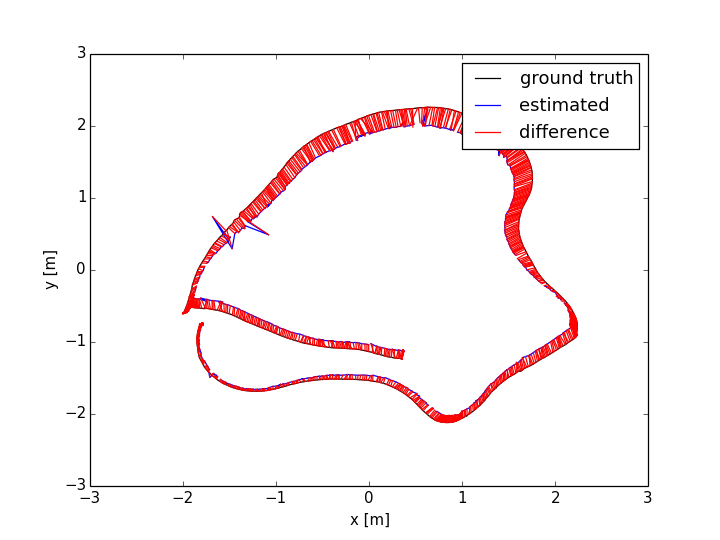 3
2
1
0
−1
−2
−3
y [m]
ground truth
estimated
difference
−3
−2
−1
0
1
2
3
x [m]